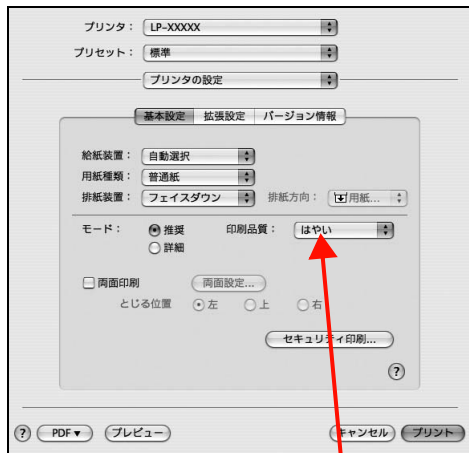 プリンタ： LP-XXXXX
プリセット： 標準
プリンタの設定
基本設定 拡張設定 バージョン情報
給紙装置： 自動選択
用紙種類： 普通紙
排紙装置： フェイスダウン 排紙方向： 用紙...
モード： 推奨 印刷品質： はやい
詳細
両面印刷 両面設定...
とじる位置 左 上 右
セキュリティ印刷...
?
? PDF▼ プレビュー キャンセル プリント